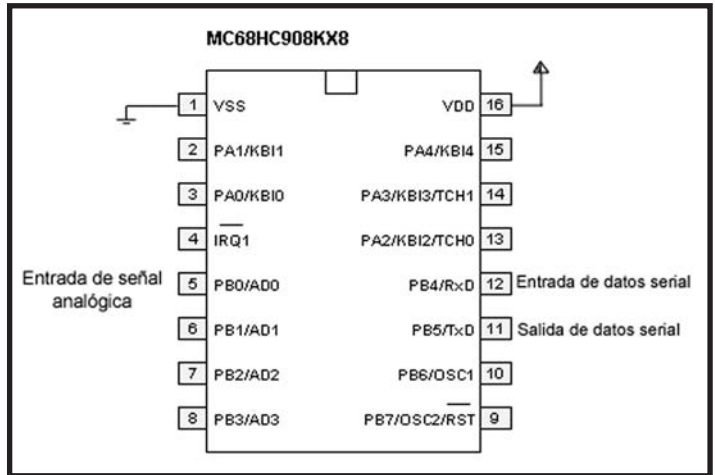 MC68HC908KX8
1 VSS VDD 16
2 PA1/KBI1 PA4/KBI4 15
3 PA0/KBI0 PA3/KBI3/TCH1 14
4 IRQ1 PA2/KBI2/TCH0 13
Entrada de señal
analógica
5 PB0/AD0 PB4/RxD 12 Entrada de datos serial
6 PB1/AD1 PB5/TxD 11 Salida de datos serial
7 PB2/AD2 PB6/OSC1 10
8 PB3/AD3 PB7/OSC2/RST 9